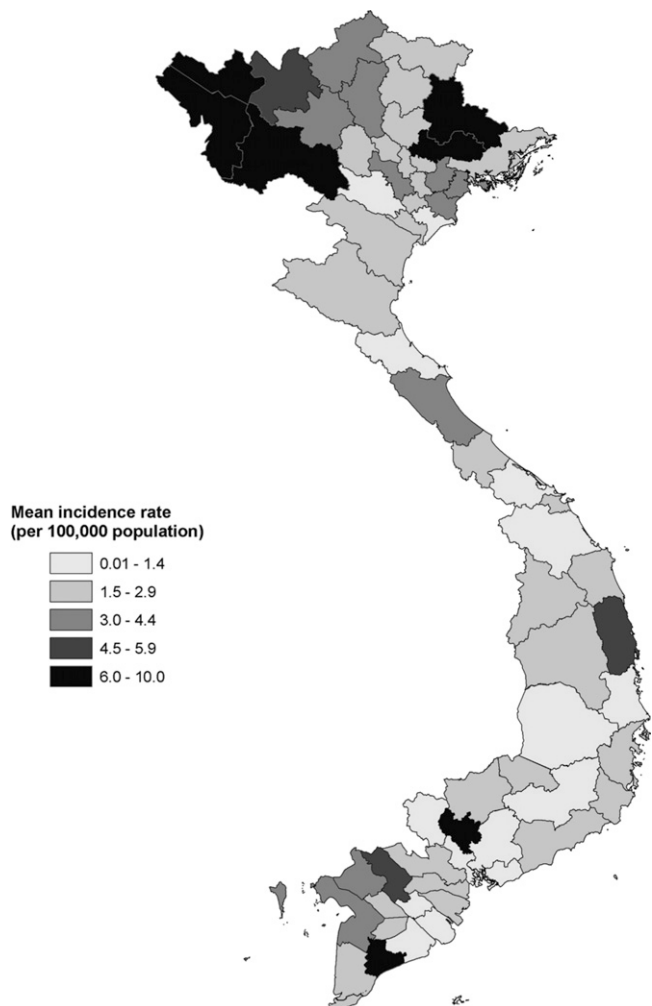 Mean incidence rate
(per 100,000 population)
0.01 - 1.4
1.5 - 2.9
3.0 - 4.4
4.5 - 5.9
6.0 - 10.0